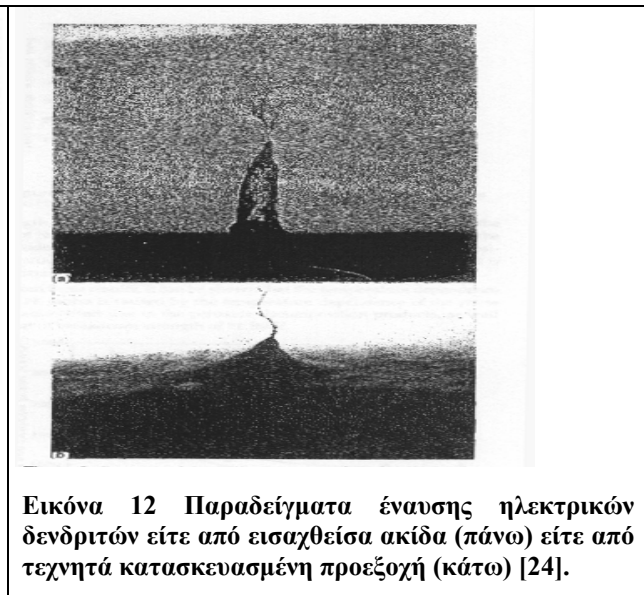 Εικόνα 12 Παραδείγματα έναυσης ηλεκτρικών
δενδριτών είτε από εισαχθείσα ακίδα (πάνω) είτε από
τεχνητά κατασκευασμένη προεξοχή (κάτω) [24].